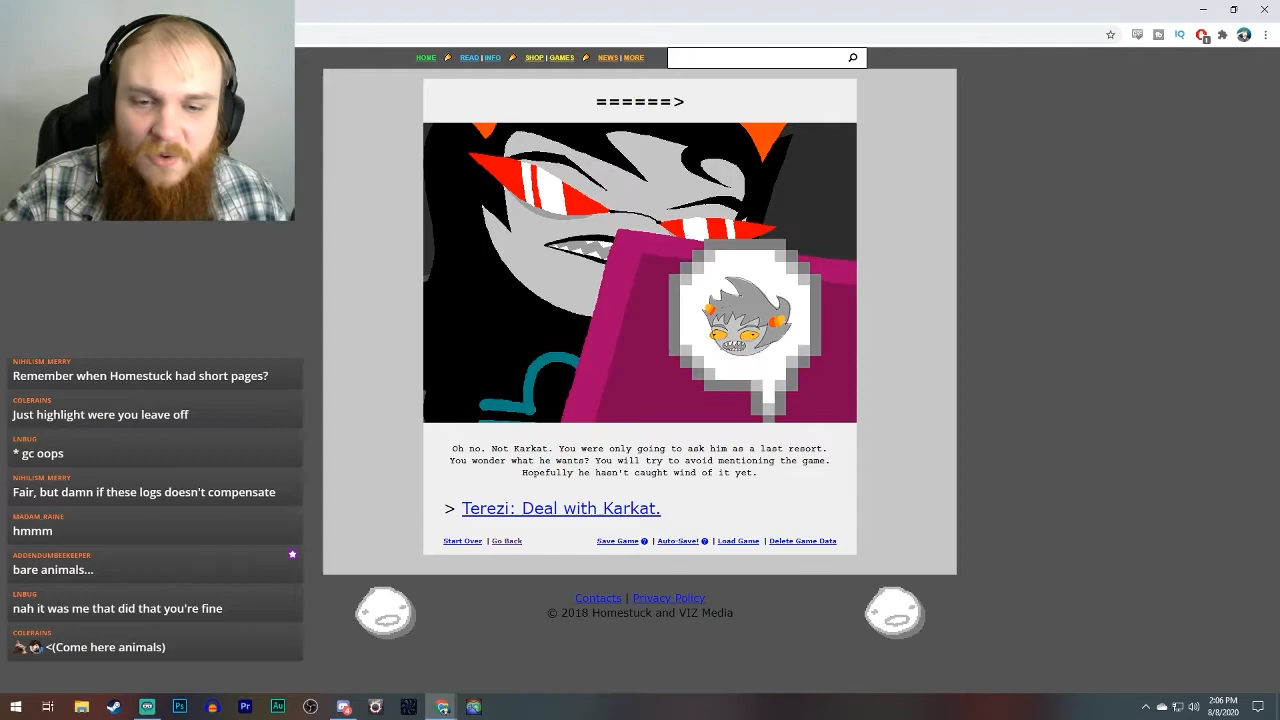 HOME READ | INFO SHOP | GAMES NEWS | MORE
======>
Oh no. Not Karkat. You were only going to ask him as a last resort.
You wonder what he wants? You will try to avoid mentioning the game.
Hopefully he hasn't caught wind of it yet.
> Terezi: Deal with Karkat.
Start Over | Go Back Save Game ? | Auto-Save! ? | Load Game | Delete Game Data
Contacts | Privacy Policy
© 2018 Homestuck and VIZ Media
NIHILISM_MERRY
Remember when Homestuck had short pages?
COLERAINS
Just highlight were you leave off
LNBUG
* gc oops
NIHILISM_MERRY
Fair, but damn if these logs doesn't compensate
MADAM_RAINE
hmmm
ADDENDUMBEEKEEPER
bare animals...
LNBUG
nah it was me that did that you're fine
COLERAINS
<(Come here animals)
IQ
1
Ps Pr Au
2:06 PM
8/8/2020